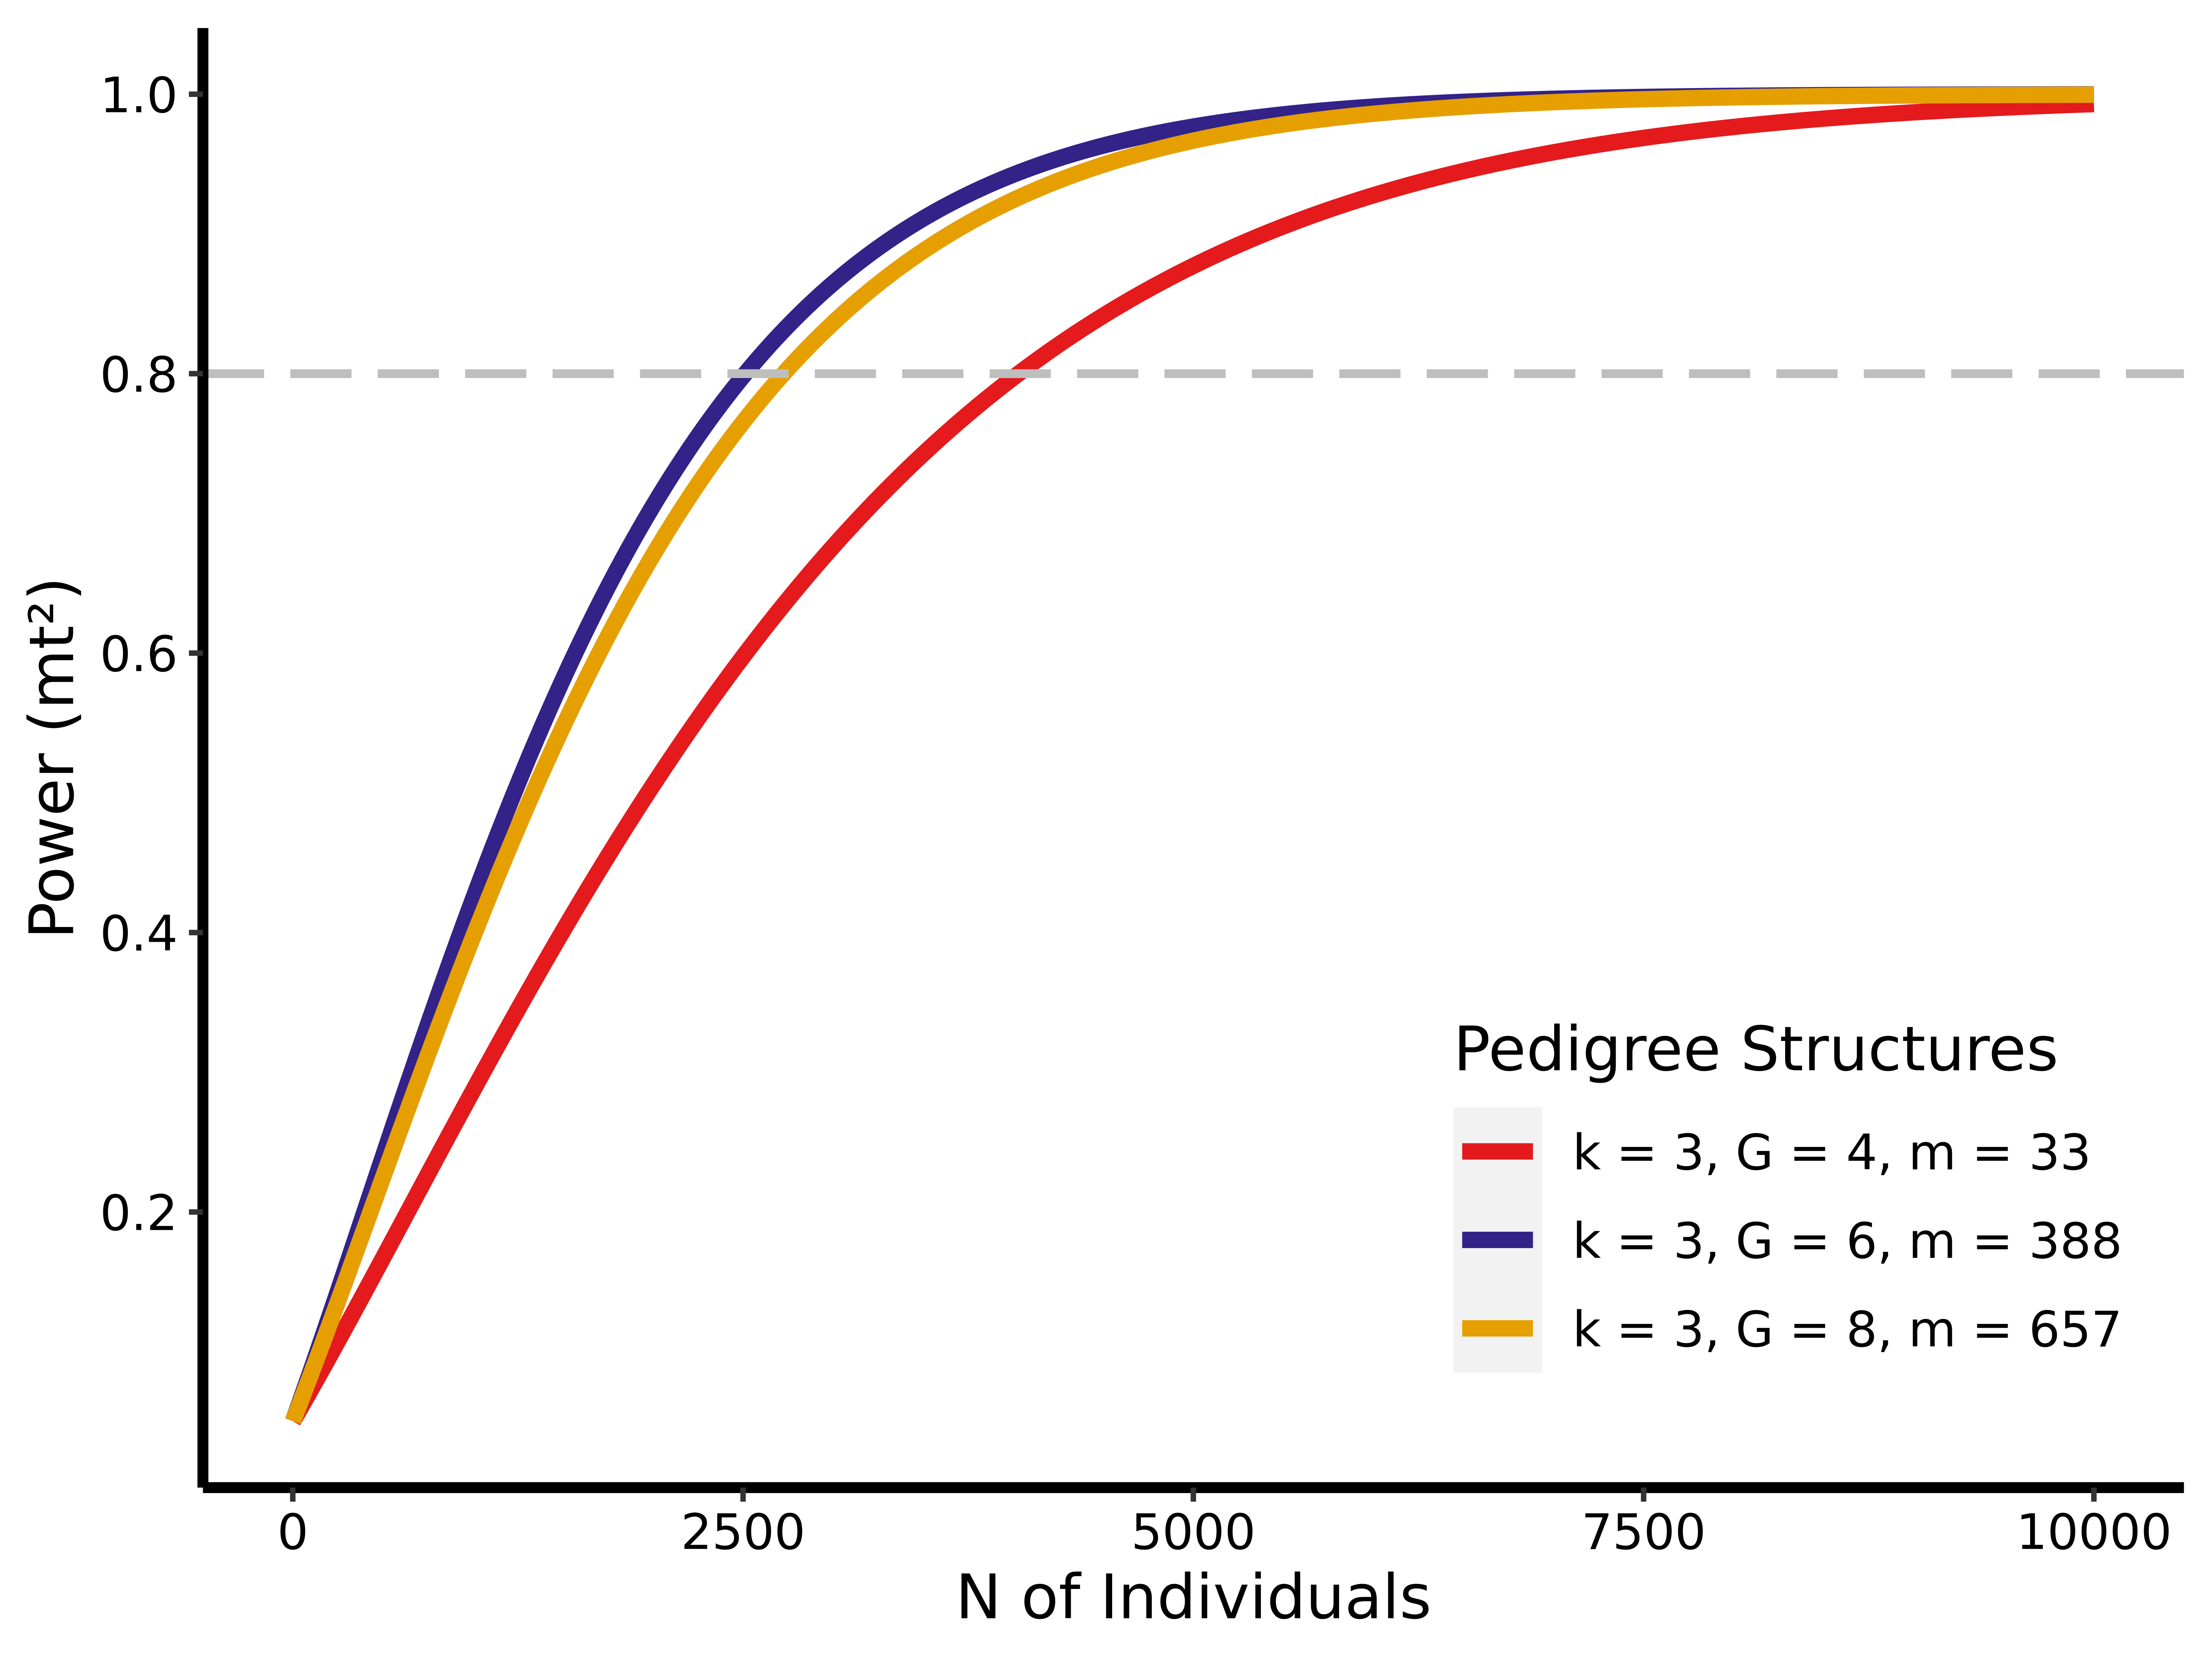 Power (mt²)
1.0
0.8
0.6
0.4
0.2
0
2500
5000
7500
10000
N of Individuals
Pedigree Structures
k = 3, G = 4, m = 33
k = 3, G = 6, m = 388
k = 3, G = 8, m = 657